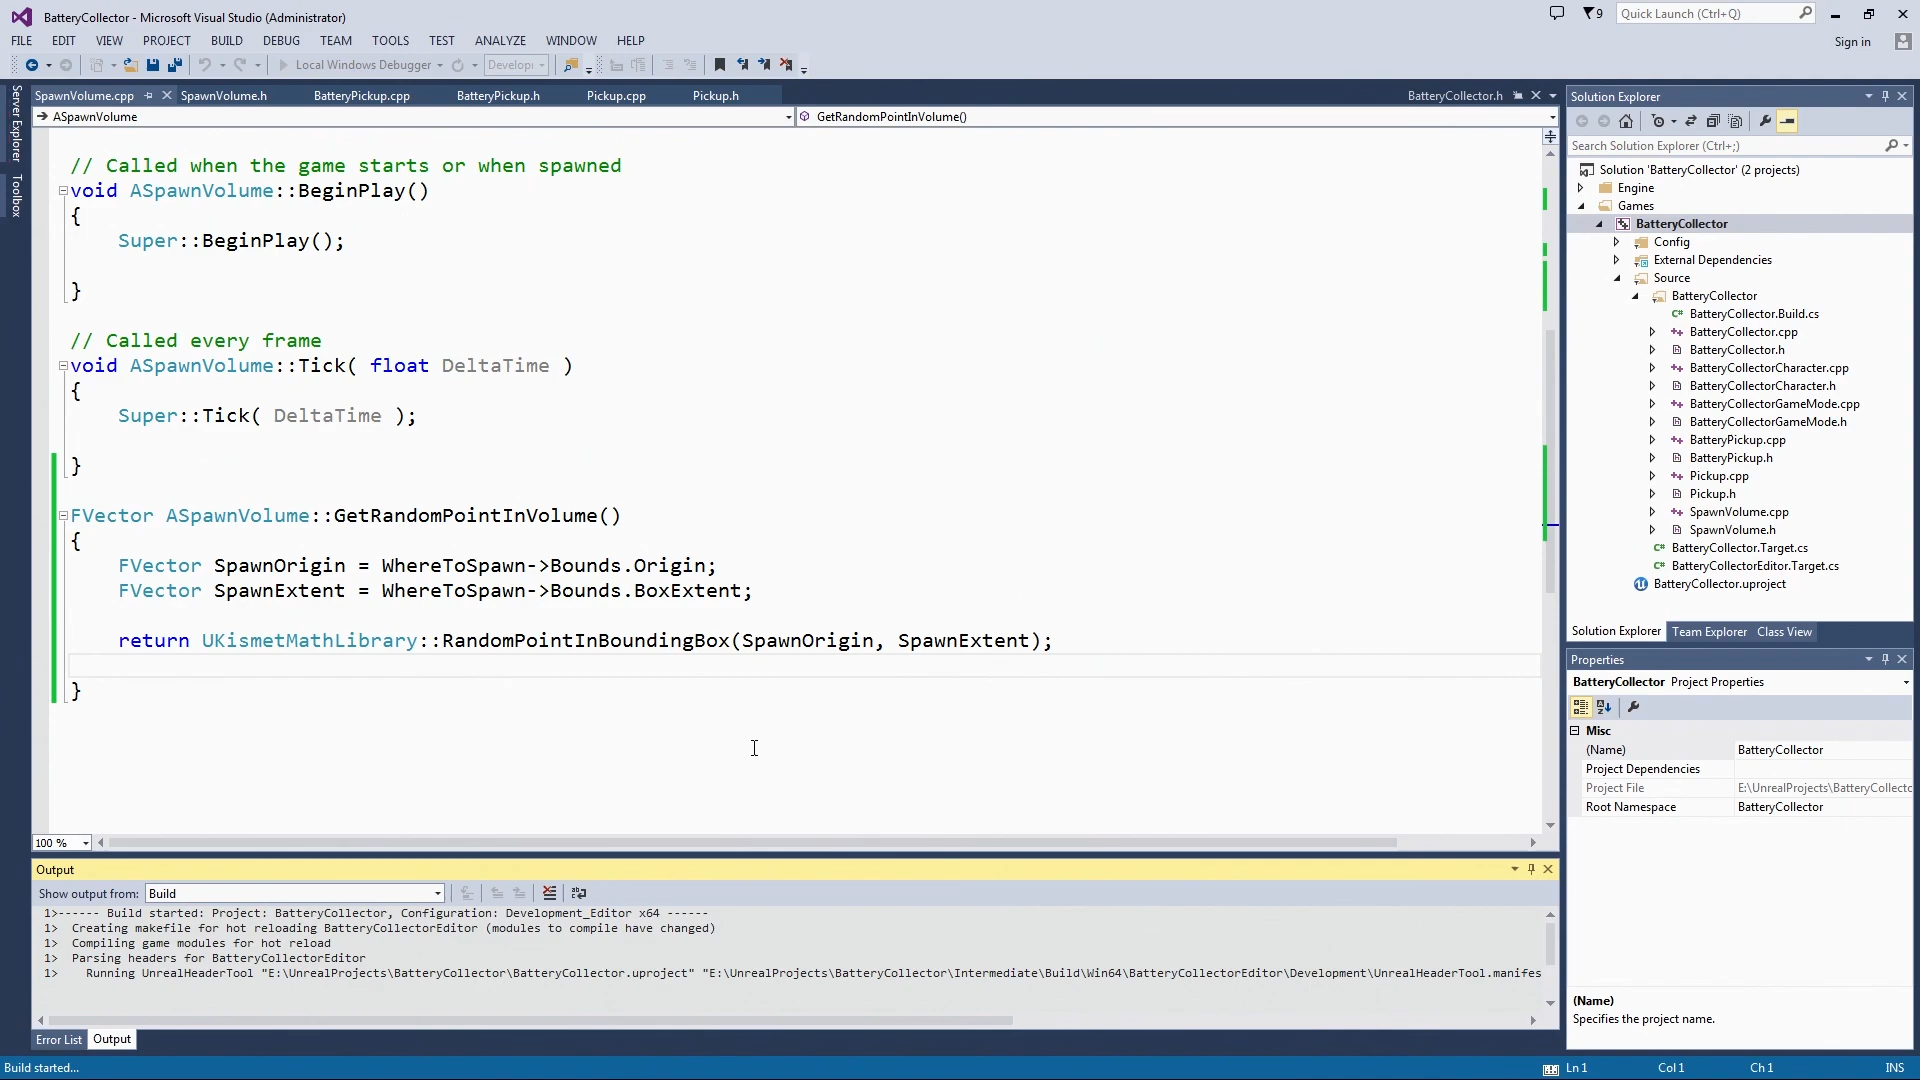 BatteryCollector - Microsoft Visual Studio (Administrator)
9
Quick Launch (Ctrl+Q)
FILE EDIT VIEW PROJECT BUILD DEBUG TEAM TOOLS TEST ANALYZE WINDOW HELP
Sign in
Local Windows Debugger
Server Explorer
Toolbox
SpawnVolume.cpp SpawnVolume.h BatteryPickup.cpp BatteryPickup.h Pickup.cpp Pickup.h BatteryCollector.h
ASpawnVolume GetRandomPointInVolume()
// Called when the game starts or when spawned
void ASpawnVolume::BeginPlay()
{
Super::BeginPlay();
}
// Called every frame
void ASpawnVolume::Tick( float DeltaTime )
{
Super::Tick( DeltaTime );
}
FVector ASpawnVolume::GetRandomPointInVolume()
{
FVector SpawnOrigin = WhereToSpawn->Bounds.Origin;
FVector SpawnExtent = WhereToSpawn->Bounds.BoxExtent;
return UKismetMathLibrary::RandomPointInBoundingBox(SpawnOrigin, SpawnExtent);
}
100 %
Output
Show output from: Build
1>------ Build started: Project: BatteryCollector, Configuration: Development_Editor x64 ------
1> Creating makefile for hot reloading BatteryCollectorEditor (modules to compile have changed)
1> Compiling game modules for hot reload
1> Parsing headers for BatteryCollectorEditor
1> Running UnrealHeaderTool "E:\UnrealProjects\BatteryCollector\BatteryCollector.uproject" "E:\UnrealProjects\BatteryCollector\Intermediate\Build\Win64\BatteryCollectorEditor\Development\UnrealHeaderTool.manifes
Error List Output
Solution Explorer
Search Solution Explorer (Ctrl+;)
Solution 'BatteryCollector' (2 projects)
Engine
Games
BatteryCollector
Config
External Dependencies
Source
BatteryCollector
BatteryCollector.Build.cs
BatteryCollector.cpp
BatteryCollector.h
BatteryCollectorCharacter.cpp
BatteryCollectorCharacter.h
BatteryCollectorGameMode.cpp
BatteryCollectorGameMode.h
BatteryPickup.cpp
BatteryPickup.h
Pickup.cpp
Pickup.h
SpawnVolume.cpp
SpawnVolume.h
BatteryCollector.Target.cs
BatteryCollectorEditor.Target.cs
BatteryCollector.uproject
Solution Explorer Team Explorer Class View
Properties
BatteryCollector Project Properties
Misc
(Name) BatteryCollector
Project Dependencies
Project File E:\UnrealProjects\BatteryCollecto
Root Namespace BatteryCollector
(Name)
Specifies the project name.
Build started... Ln 1 Col 1 Ch 1 INS